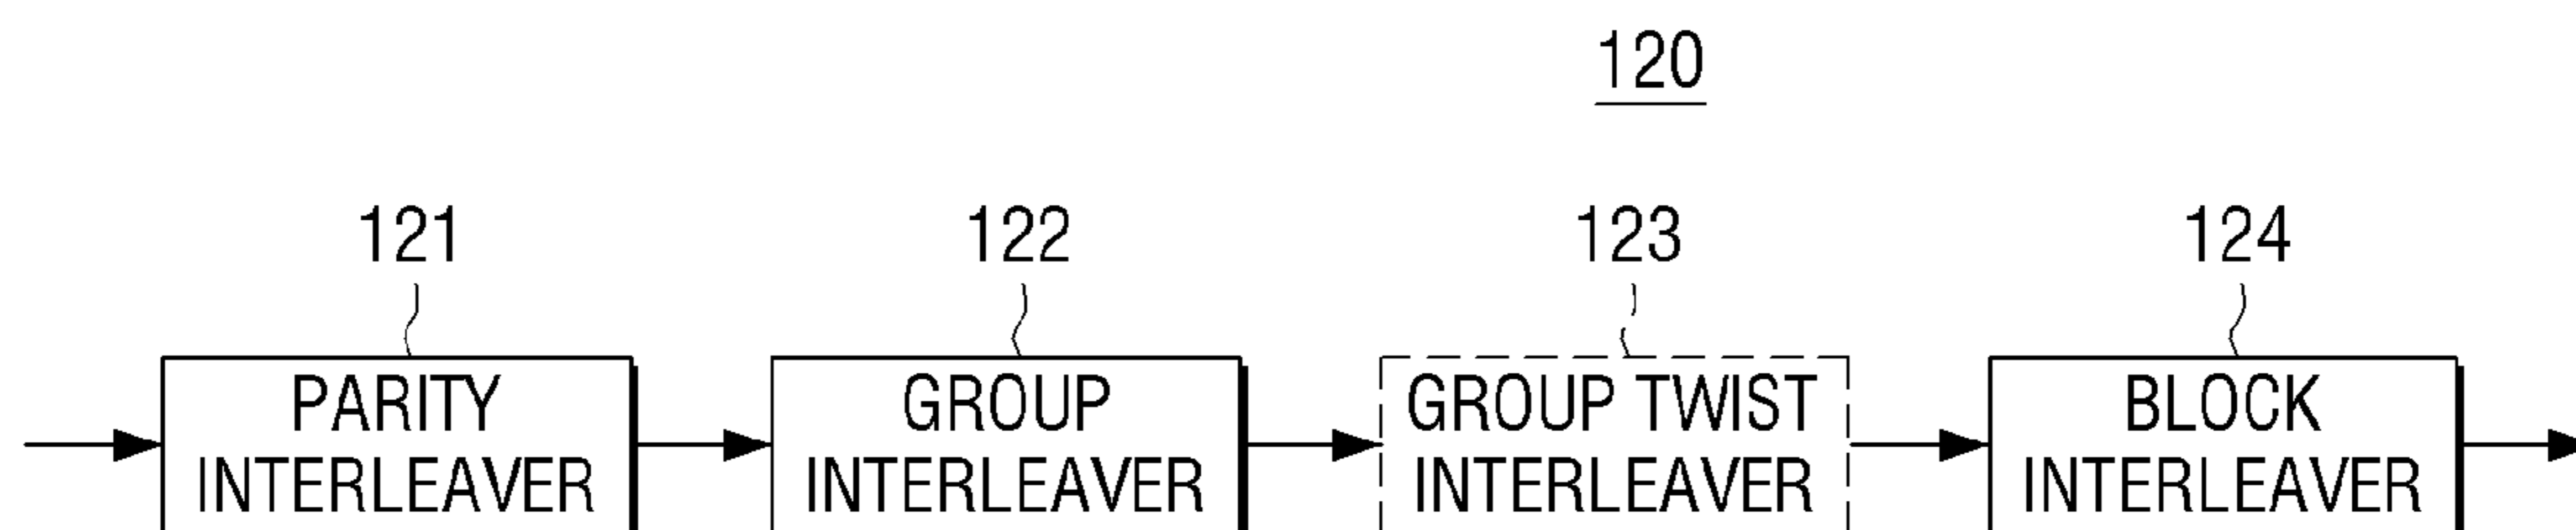 120
121
122
123
124
PARITY
INTERLEAVER
GROUP
INTERLEAVER
GROUP TWIST
INTERLEAVER
BLOCK
INTERLEAVER